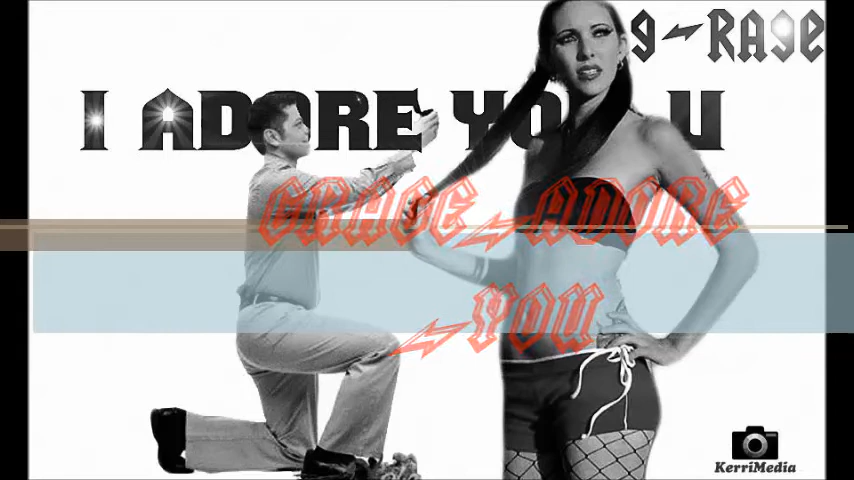 G-RAGE
I ADORE YOU U
GRAGE-ADORE
-YOU
KerriMedia